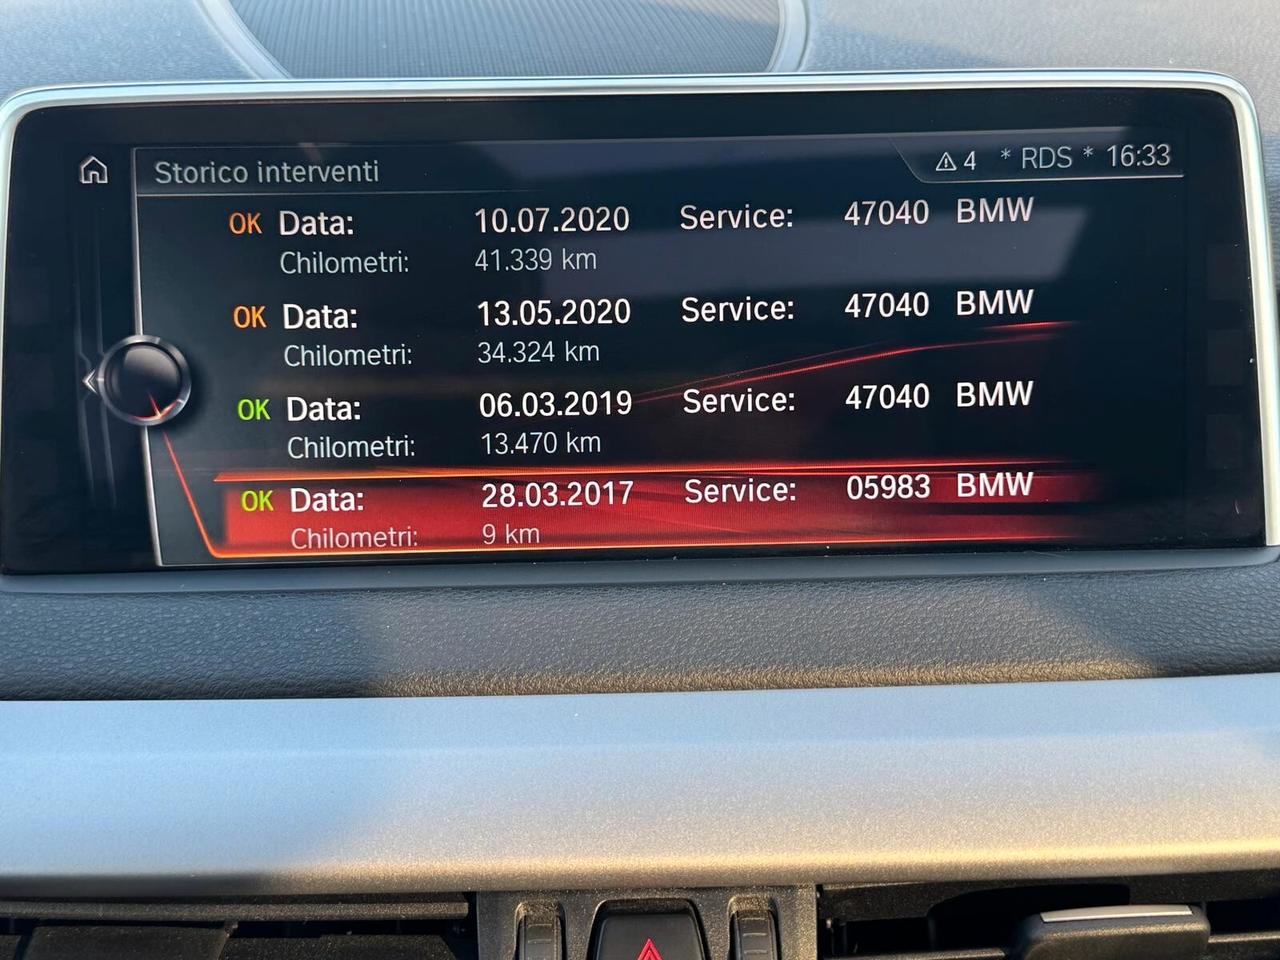 Storico interventi
4 * RDS * 16:33
OK Data: 10.07.2020 Service: 47040 BMW
Chilometri: 41.339 km
OK Data: 13.05.2020 Service: 47040 BMW
Chilometri: 34.324 km
OK Data: 06.03.2019 Service: 47040 BMW
Chilometri: 13.470 km
OK Data: 28.03.2017 Service: 05983 BMW
Chilometri: 9 km